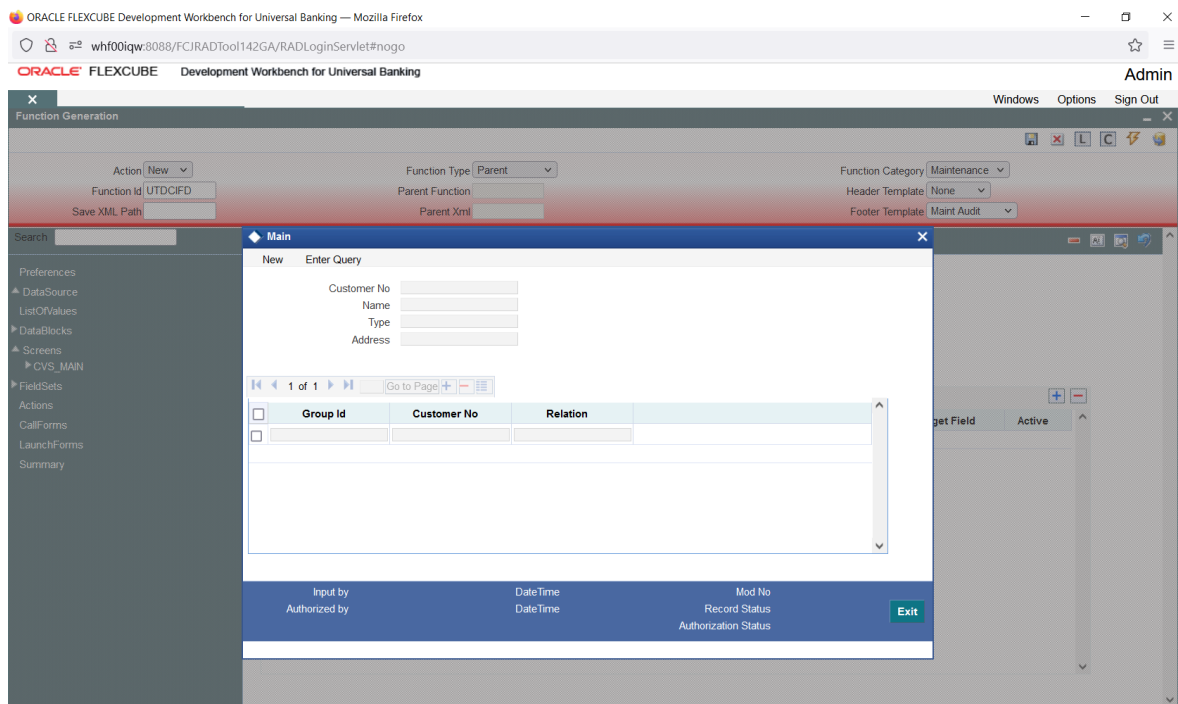 ORACLE FLEXCUBE Development Workbench for Universal Banking — Mozilla Firefox
whf00iqw:8088/FCJRADTool142GA/RADLoginServlet#nogo
ORACLE FLEXCUBE Development Workbench for Universal Banking
Admin
Windows Options Sign Out
Function Generation
L C
Action New Function Type Parent Function Category Maintenance
Function Id UTDCIFD Parent Function Header Template None
Save XML Path Parent Xml Footer Template Maint Audit
Search
Main
New Enter Query
Preferences
DataSource
ListOfValues
DataBlocks
Screens
CVS_MAIN
FieldSets
Actions
CallForms
LaunchForms
Summary
Customer No
Name
Type
Address
1 of 1 Go to Page
Group Id Customer No Relation
get Field Active
Input by DateTime Mod No
Authorized by DateTime Record Status
Authorization Status
Exit